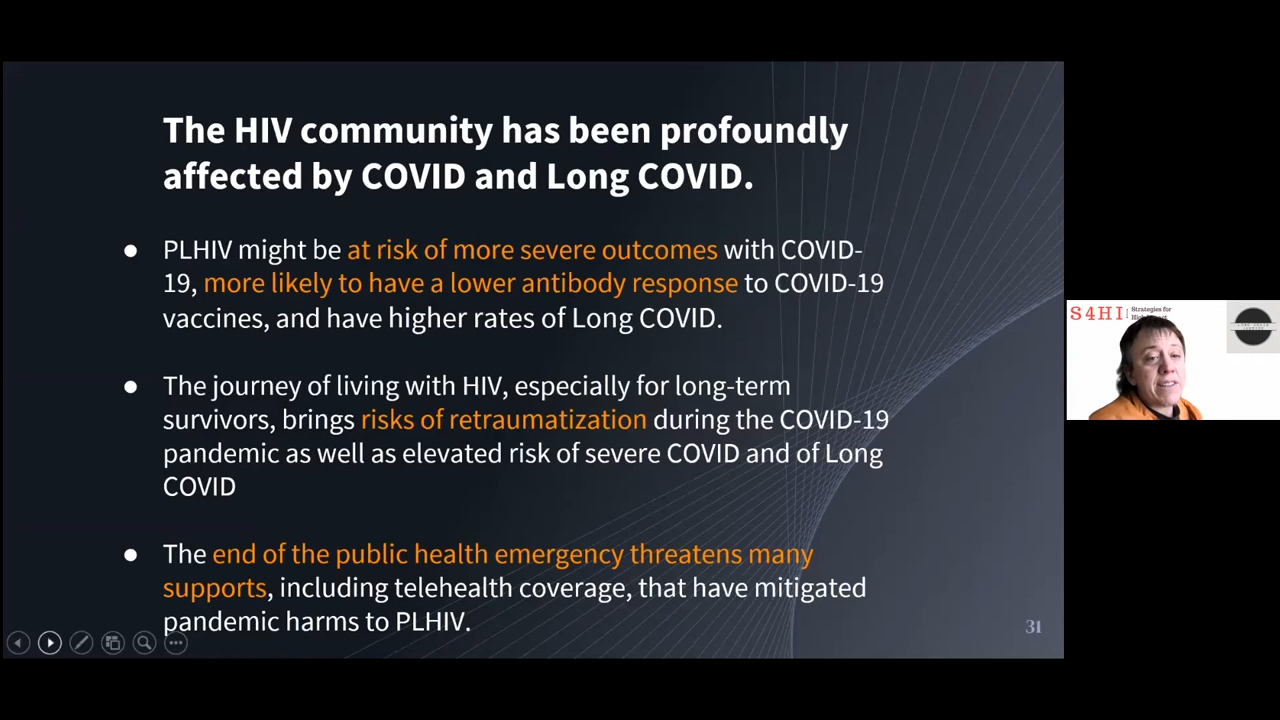 The HIV community has been profoundly
affected by COVID and Long COVID.
● PLHIV might be at risk of more severe outcomes with COVID-
19, more likely to have a lower antibody response to COVID-19
vaccines, and have higher rates of Long COVID.
● The journey of living with HIV, especially for long-term
survivors, brings risks of retraumatization during the COVID-19
pandemic as well as elevated risk of severe COVID and of Long
COVID
● The end of the public health emergency threatens many
supports, including telehealth coverage, that have mitigated
pandemic harms to PLHIV.
31
S4HI
Strategies for
High